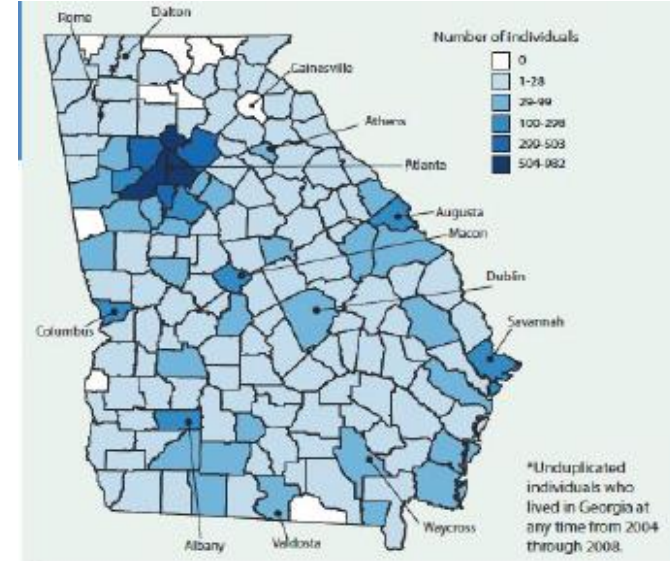 Rome
Dalton
Number of individuals
0
1-28
29-99
100-298
299-503
504-982
Gainesville
Athens
Atlanta
Augusta
Macon
Dublin
Savannah
Columbus
*Unduplicated
individuals who
lived in Georgia at
any time from 2004
through 2008.
Waycross
Valdosta
Albany